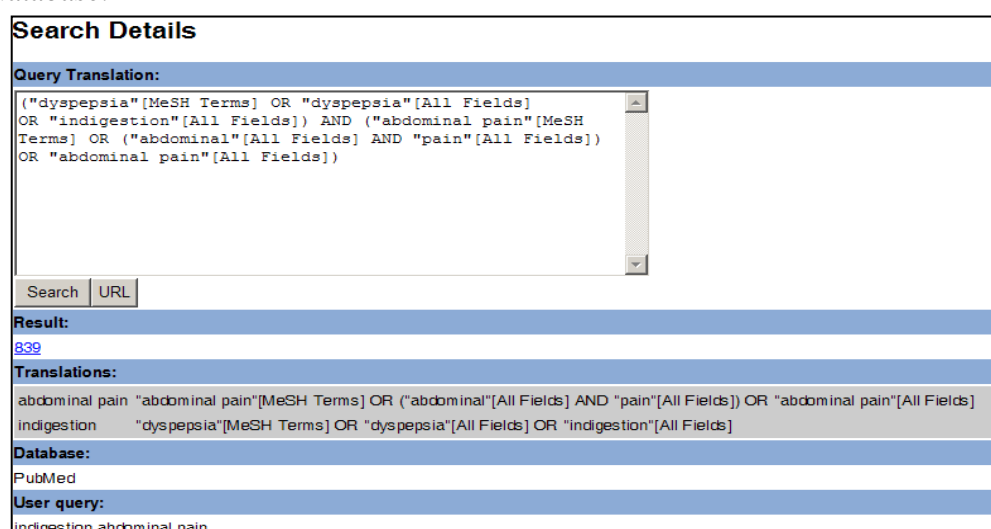 Search Details
Query Translation:
("dyspepsia"[MeSH Terms] OR "dyspepsia"[All Fields]
OR "indigestion"[All Fields]) AND ("abdominal pain"[MeSH
Terms] OR ("abdominal"[All Fields] AND "pain"[All Fields])
OR "abdominal pain"[All Fields])
Search URL
Result:
839
Translations:
abdominal pain "abdominal pain"[MeSH Terms] OR ("abdominal"[All Fields] AND "pain"[All Fields]) OR "abdominal pain"[All Fields]
indigestion "dyspepsia"[MeSH Terms] OR "dyspepsia"[All Fields] OR "indigestion"[All Fields]
Database:
PubMed
User query:
indigestion abdominal pain